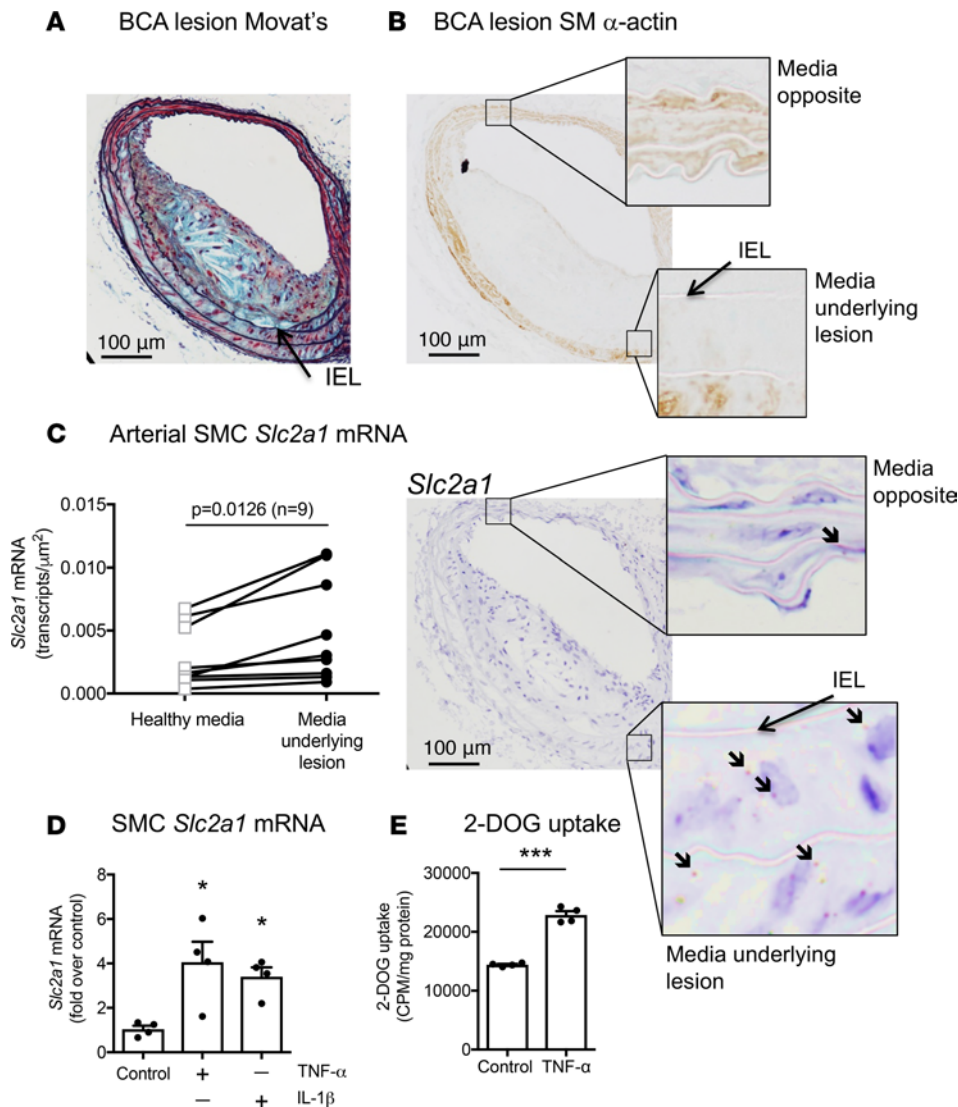 A BCA lesion Movat's
100 µm
IEL
B BCA lesion SM α-actin
Media
opposite
IEL
Media
underlying
lesion
100 µm
C Arterial SMC Slc2a1 mRNA
p=0.0126 (n=9)
Slc2a1 mRNA
(transcripts/µm²)
0.015
0.010
0.005
0.000
Healthy media
Media
underlying
lesion
Slc2a1
Media
opposite
100 µm
IEL
Media underlying
lesion
D SMC Slc2a1 mRNA
Slc2a1 mRNA
(fold over control)
8
6
4
2
0
* *
Control + — TNF-α
— + IL-1β
E 2-DOG uptake
***
2-DOG uptake
(CPM/mg protein)
30000
20000
10000
0
Control TNF-α